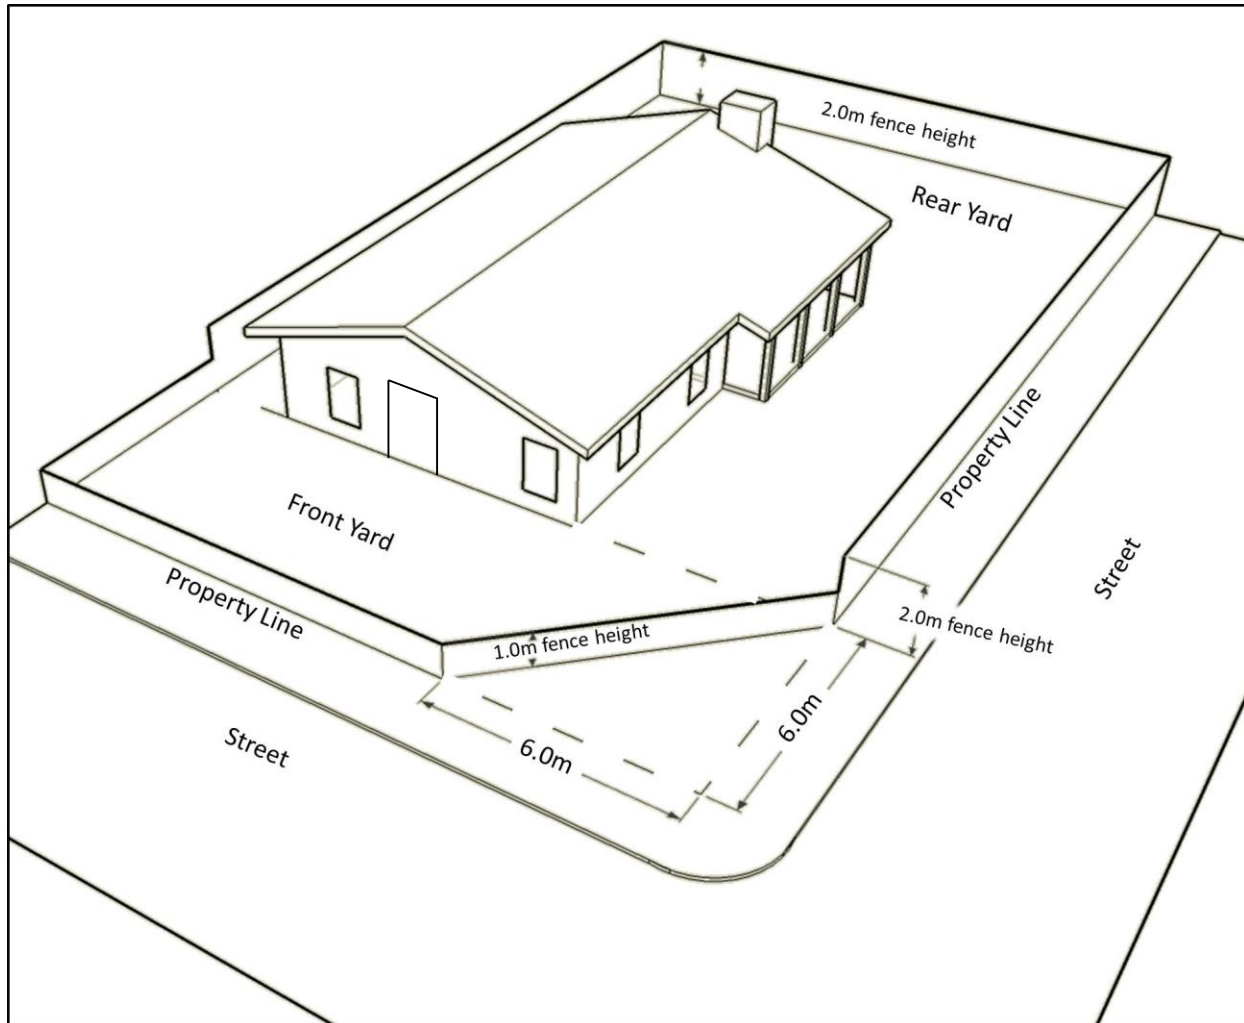 2.0m fence height
Rear Yard
Property Line
Front Yard
Street
Property Line
2.0m fence height
1.0m fence height
6.0m
6.0m
Street